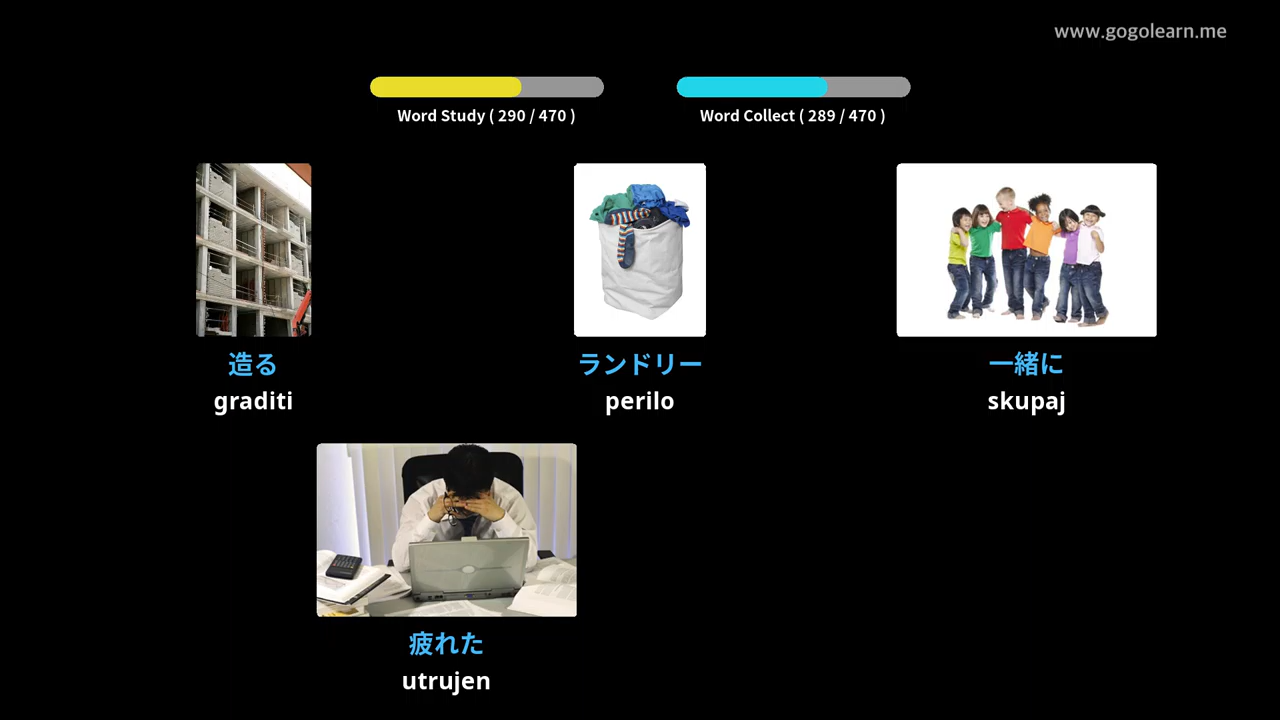 www.gogolearn.me
Word Study ( 290 / 470 )
Word Collect ( 289 / 470 )
造る
graditi
ランドリー
perilo
一緒に
skupaj
疲れた
utrujen